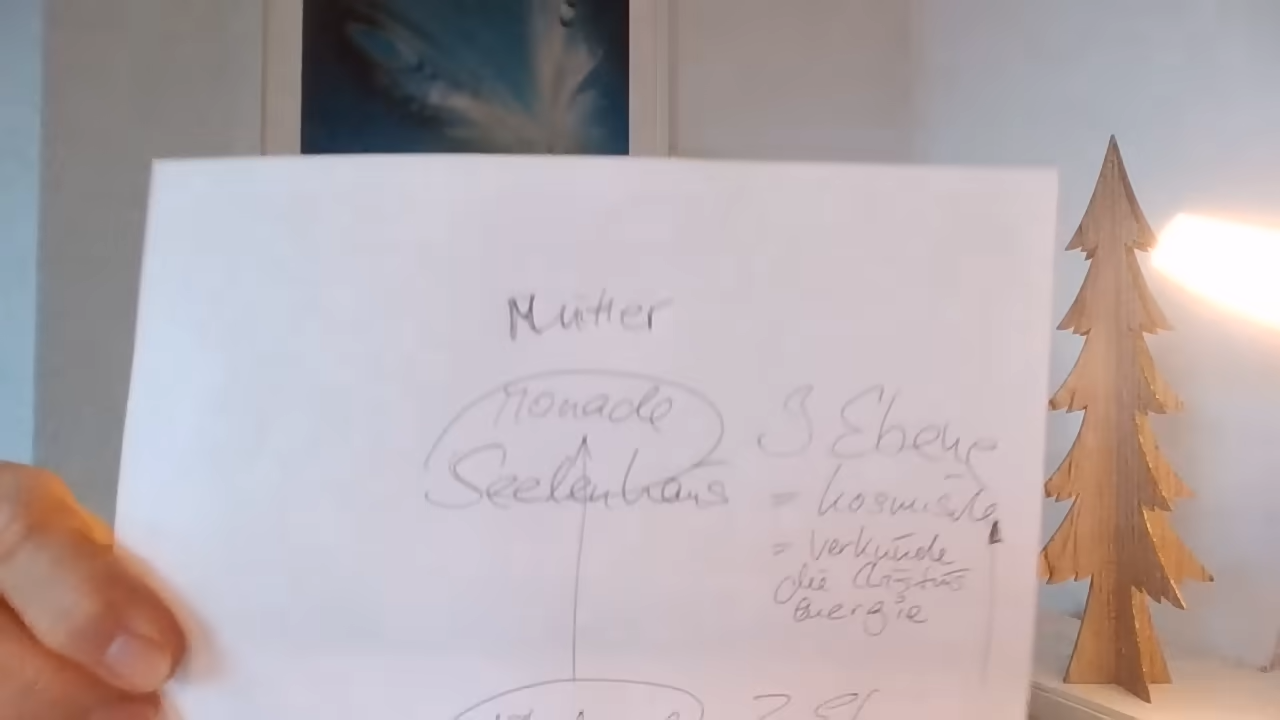 Mutter
Monade
Seelenhaus
3 Ebene
= kosmische
= verkünde
die Christus
energie